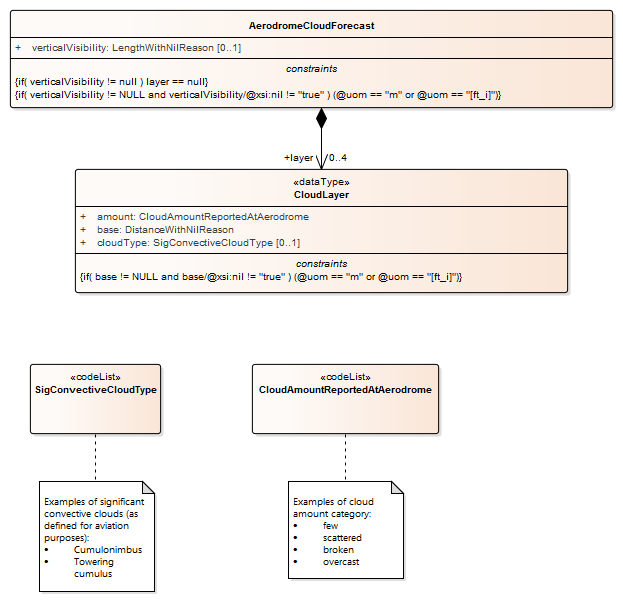 AerodromeCloudForecast
+ verticalVisibility: LengthWithNilReason [0..1]
constraints
{if( verticalVisibility != null ) layer == null}
{if( verticalVisibility != NULL and verticalVisibility/@xsi:nil != "true" ) (@uom == "m" or @uom == "[ft_i]")}
+layer 0..4
«dataType»
CloudLayer
+ amount: CloudAmountReportedAtAerodrome
+ base: DistanceWithNilReason
+ cloudType: SigConvectiveCloudType [0..1]
constraints
{if( base != NULL and base/@xsi:nil != "true" ) (@uom == "m" or @uom == "[ft_i]")}
«codeList»
SigConvectiveCloudType
«codeList»
CloudAmountReportedAtAerodrome
Examples of significant
convective clouds (as
defined for aviation
purposes):
• Cumulonimbus
• Towering
cumulus
Examples of cloud
amount category:
• few
• scattered
• broken
• overcast